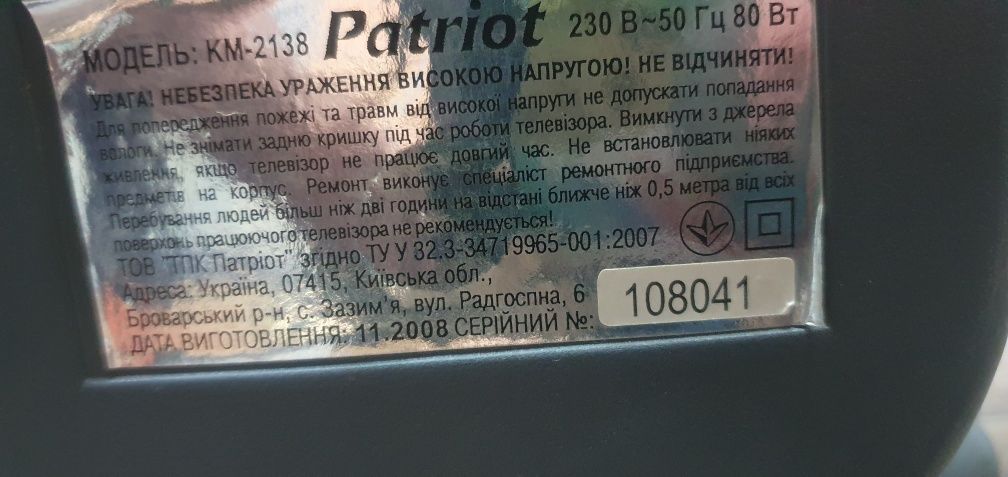 МОДЕЛЬ: КМ-2138 Patriot 230 В~50 Гц 80 Вт
УВАГА! НЕБЕЗПЕКА УРАЖЕННЯ ВИСОКОЮ НАПРУГОЮ! НЕ ВІДЧИНЯТИ!
Для попередження пожежі та травм від високої напруги не допускати попадання
вологи. Не знімати задню кришку під час роботи телевізора. Вимкнути з джерела
живлення, якщо телевізор не працює довгий час. Не встановлювати ніяких
предметів на корпус. Ремонт виконує спеціаліст ремонтного підприємства.
Перебування людей більш ніж дві години на відстані ближче ніж 0,5 метра від всіх
поверхонь працюючого телевізора не рекомендується!
ТОВ "ТПК Патріот" згідно ТУ У 32.3-34719965-001:2007
Адреса: Україна, 07415, Київська обл.,
Броварський р-н, с. Зазим'я, вул. Радгоспна, 6
ДАТА ВИГОТОВЛЕННЯ: 11.2008 СЕРІЙНИЙ №: 108041